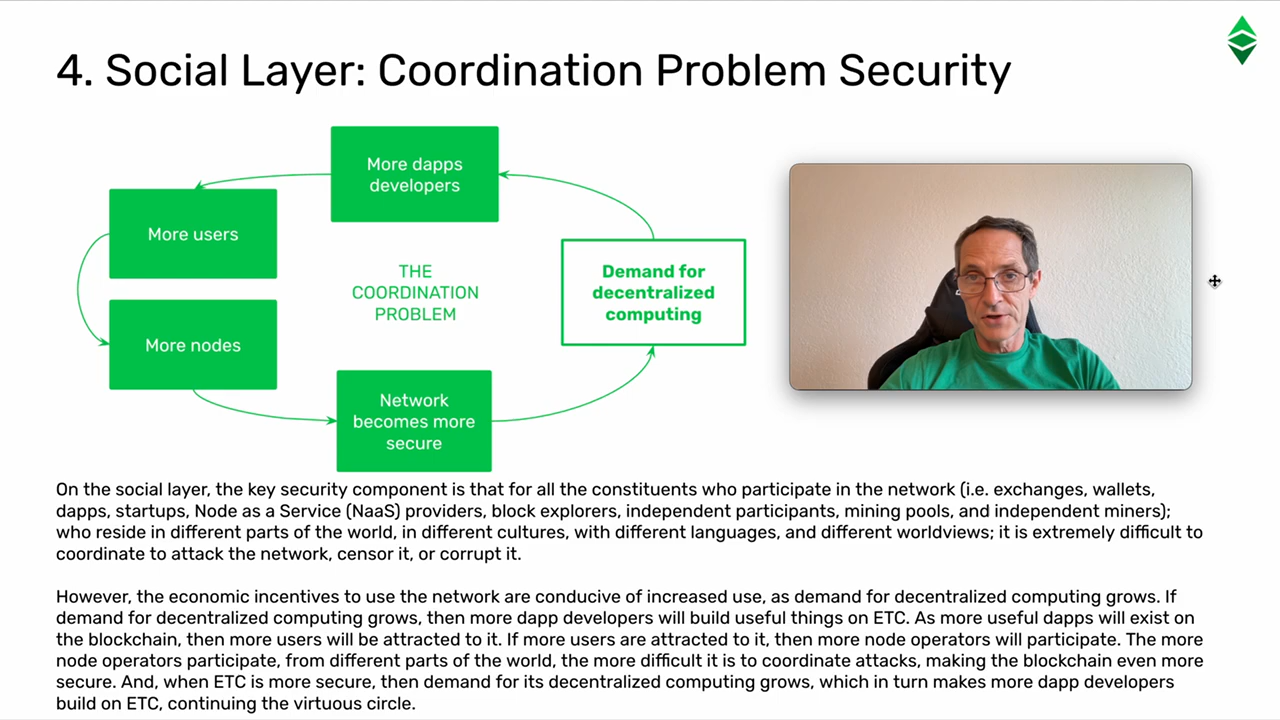 4. Social Layer: Coordination Problem Security
More dapps
developers
More users
THE
COORDINATION
PROBLEM
Demand for
decentralized
computing
More nodes
Network
becomes more
secure
On the social layer, the key security component is that for all the constituents who participate in the network (i.e. exchanges, wallets,
dapps, startups, Node as a Service (NaaS) providers, block explorers, independent participants, mining pools, and independent miners);
who reside in different parts of the world, in different cultures, with different languages, and different worldviews; it is extremely difficult to
coordinate to attack the network, censor it, or corrupt it.
However, the economic incentives to use the network are conducive of increased use, as demand for decentralized computing grows. If
demand for decentralized computing grows, then more dapp developers will build useful things on ETC. As more useful dapps will exist on
the blockchain, then more users will be attracted to it. If more users are attracted to it, then more node operators will participate. The more
node operators participate, from different parts of the world, the more difficult it is to coordinate attacks, making the blockchain even more
secure. And, when ETC is more secure, then demand for its decentralized computing grows, which in turn makes more dapp developers
build on ETC, continuing the virtuous circle.